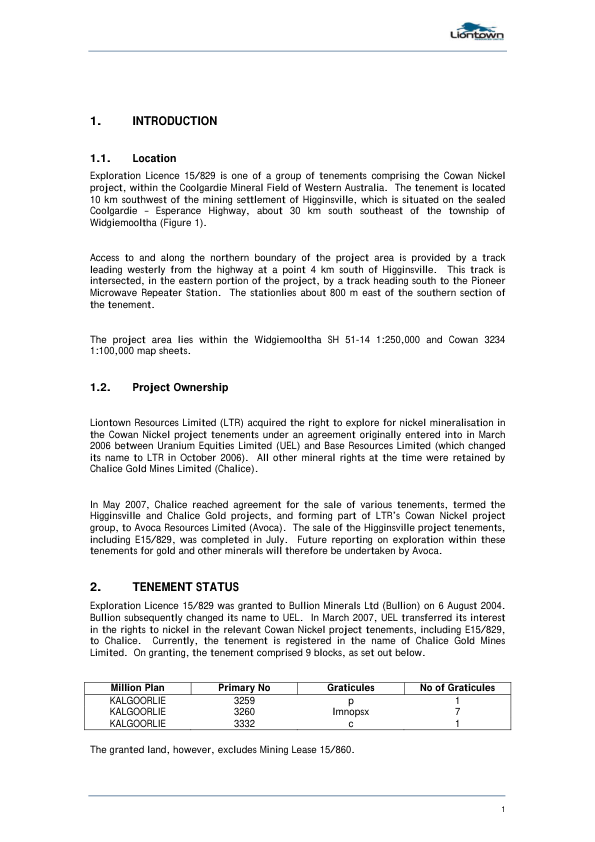 Liontown
1. INTRODUCTION
1.1. Location
Exploration Licence 15/829 is one of a group of tenements comprising the Cowan Nickel
project, within the Coolgardie Mineral Field of Western Australia. The tenement is located
10 km southwest of the mining settlement of Higginsville, which is situated on the sealed
Coolgardie – Esperance Highway, about 30 km south southeast of the township of
Widgiemooltha (Figure 1).
Access to and along the northern boundary of the project area is provided by a track
leading westerly from the highway at a point 4 km south of Higginsville. This track is
intersected, in the eastern portion of the project, by a track heading south to the Pioneer
Microwave Repeater Station. The stationlies about 800 m east of the southern section of
the tenement.
The project area lies within the Widgiemooltha SH 51-14 1:250,000 and Cowan 3234
1:100,000 map sheets.
1.2. Project Ownership
Liontown Resources Limited (LTR) acquired the right to explore for nickel mineralisation in
the Cowan Nickel project tenements under an agreement originally entered into in March
2006 between Uranium Equities Limited (UEL) and Base Resources Limited (which changed
its name to LTR in October 2006). All other mineral rights at the time were retained by
Chalice Gold Mines Limited (Chalice).
In May 2007, Chalice reached agreement for the sale of various tenements, termed the
Higginsville and Chalice Gold projects, and forming part of LTR's Cowan Nickel project
group, to Avoca Resources Limited (Avoca). The sale of the Higginsville project tenements,
including E15/829, was completed in July. Future reporting on exploration within these
tenements for gold and other minerals will therefore be undertaken by Avoca.
2. TENEMENT STATUS
Exploration Licence 15/829 was granted to Bullion Minerals Ltd (Bullion) on 6 August 2004.
Bullion subsequently changed its name to UEL. In March 2007, UEL transferred its interest
in the rights to nickel in the relevant Cowan Nickel project tenements, including E15/829,
to Chalice. Currently, the tenement is registered in the name of Chalice Gold Mines
Limited. On granting, the tenement comprised 9 blocks, as set out below.
Million Plan Primary No Graticules No of Graticules
KALGOORLIE 3259 p 1
KALGOORLIE 3260 lmnopsx 7
KALGOORLIE 3332 c 1
The granted land, however, excludes Mining Lease 15/860.
1